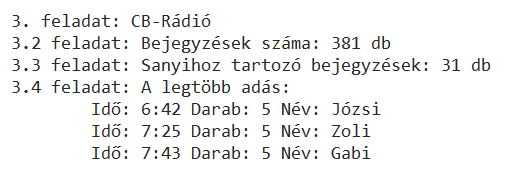 3. feladat: CB-Rádió
3.2 feladat: Bejegyzések száma: 381 db
3.3 feladat: Sanyihoz tartozó bejegyzések: 31 db
3.4 feladat: A legtöbb adás:
Idő: 6:42 Darab: 5 Név: Józsi
Idő: 7:25 Darab: 5 Név: Zoli
Idő: 7:43 Darab: 5 Név: Gabi